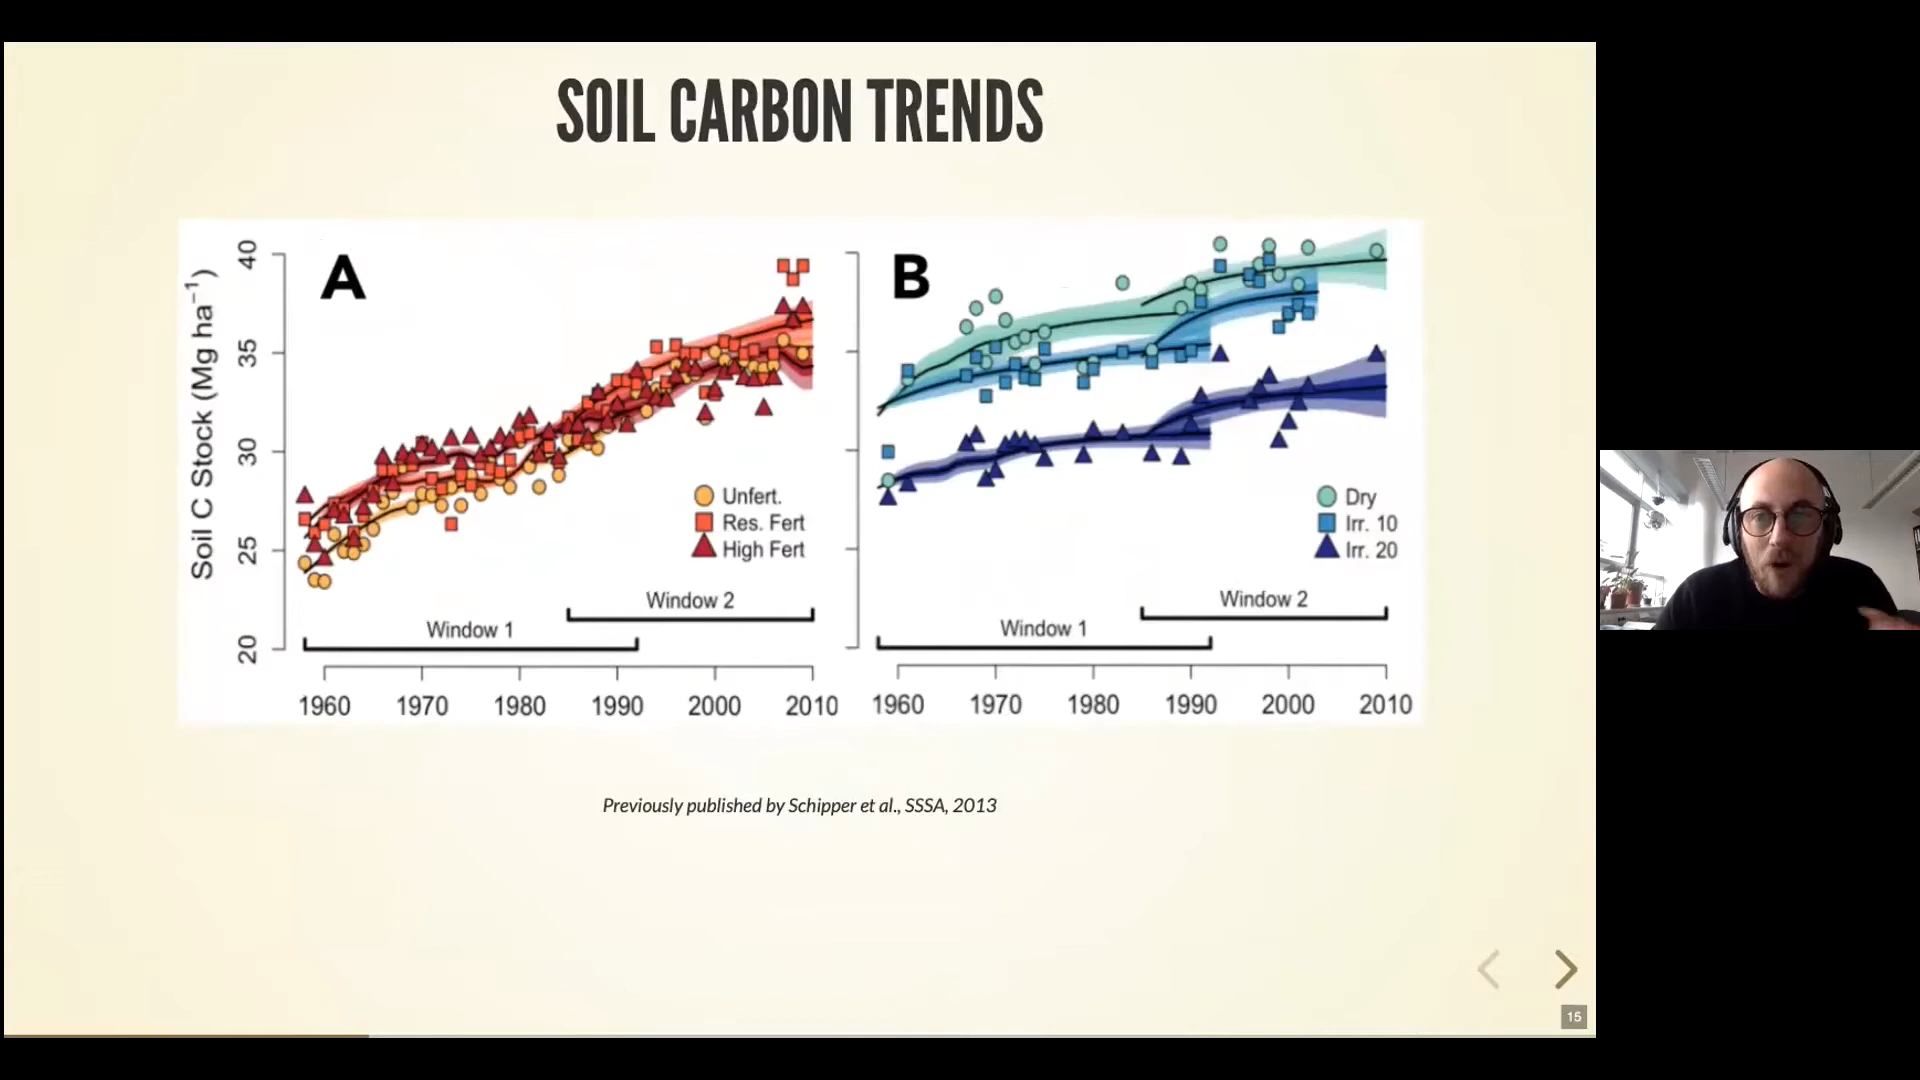 SOIL CARBON TRENDS
Soil C Stock (Mg ha⁻¹)
40
35
30
25
20
A
Unfert.
Res. Fert
High Fert
Window 2
Window 1
1960 1970 1980 1990 2000 2010
B
Dry
Irr. 10
Irr. 20
Window 2
Window 1
1960 1970 1980 1990 2000 2010
Previously published by Schipper et al., SSSA, 2013
15